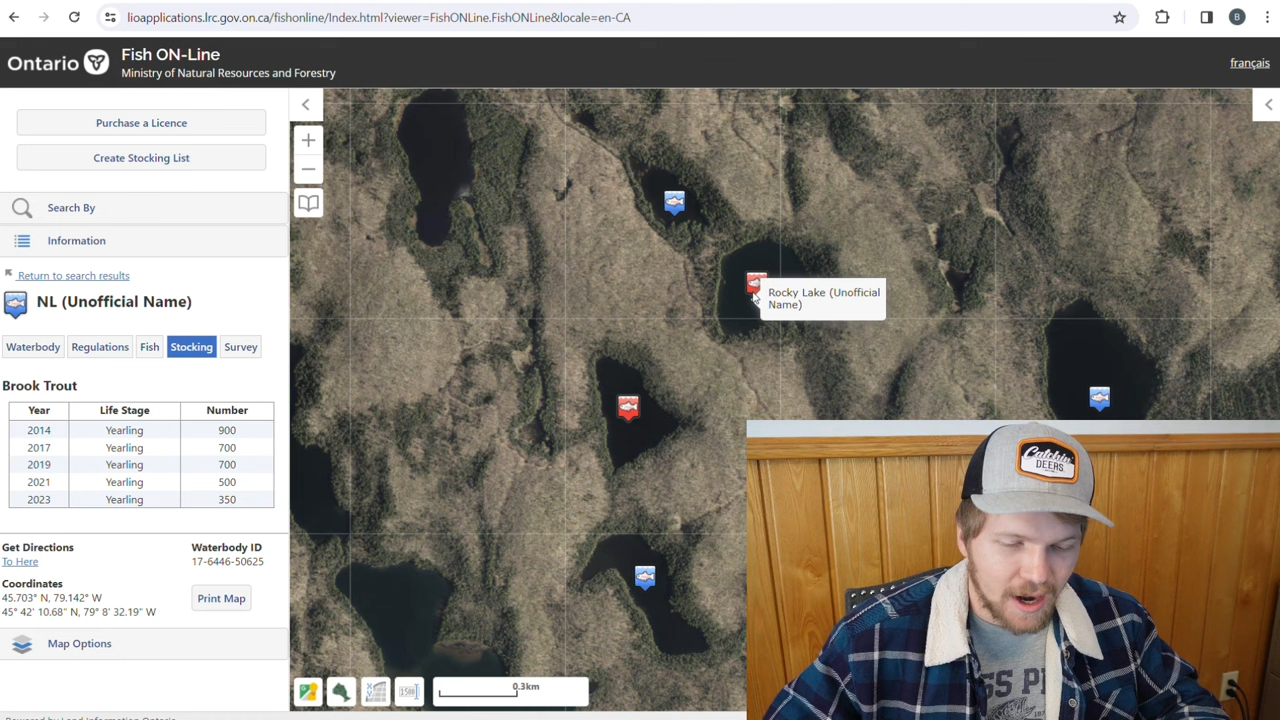 lioapplications.lrc.gov.on.ca/fishonline/Index.html?viewer=FishONLine.FishONLine&locale=en-CA
B
Ontario
Fish ON-Line
Ministry of Natural Resources and Forestry
français
Purchase a Licence
Create Stocking List
Search By
Information
Return to search results
NL (Unofficial Name)
Waterbody Regulations Fish Stocking Survey
Brook Trout
Year Life Stage Number
2014 Yearling 900
2017 Yearling 700
2019 Yearling 700
2021 Yearling 500
2023 Yearling 350
Get Directions
To Here
Waterbody ID
17-6446-50625
Coordinates
45.703° N, 79.142° W
45° 42' 10.68" N, 79° 8' 32.19" W
Print Map
Map Options
Powered by Land Information Ontario
Rocky Lake (Unofficial
Name)
0.3km
Catchin'
DEERS